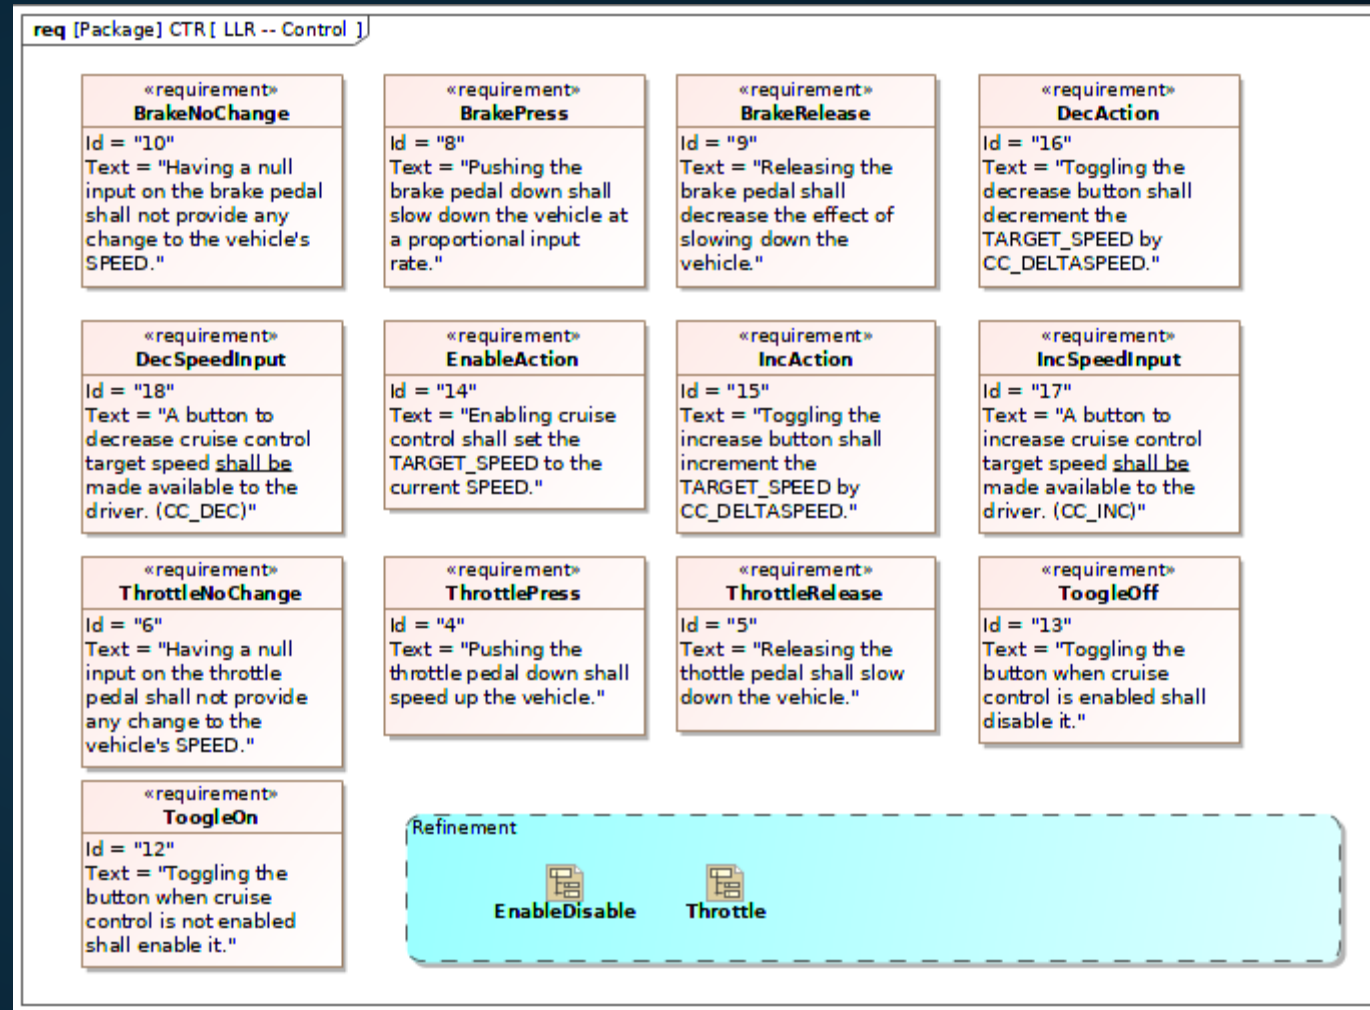 req [Package] CTR [ LLR -- Control ]
«requirement»
BrakeNoChange
Id = "10"
Text = "Having a null
input on the brake pedal
shall not provide any
change to the vehicle's
SPEED."
«requirement»
BrakePress
Id = "8"
Text = "Pushing the
brake pedal down shall
slow down the vehicle at
a proportional input
rate."
«requirement»
BrakeRelease
Id = "9"
Text = "Releasing the
brake pedal shall
decrease the effect of
slowing down the
vehicle."
«requirement»
DecAction
Id = "16"
Text = "Toggling the
decrease button shall
decrement the
TARGET_SPEED by
CC_DELTASPEED."
«requirement»
DecSpeedInput
Id = "18"
Text = "A button to
decrease cruise control
target speed shall be
made available to the
driver. (CC_DEC)"
«requirement»
EnableAction
Id = "14"
Text = "Enabling cruise
control shall set the
TARGET_SPEED to the
current SPEED."
«requirement»
IncAction
Id = "15"
Text = "Toggling the
increase button shall
increment the
TARGET_SPEED by
CC_DELTASPEED."
«requirement»
IncSpeedInput
Id = "17"
Text = "A button to
increase cruise control
target speed shall be
made available to the
driver. (CC_INC)"
«requirement»
ThrottleNoChange
Id = "6"
Text = "Having a null
input on the throttle
pedal shall not provide
any change to the
vehicle's SPEED."
«requirement»
ThrottlePress
Id = "4"
Text = "Pushing the
throttle pedal down shall
speed up the vehicle."
«requirement»
ThrottleRelease
Id = "5"
Text = "Releasing the
thottle pedal shall slow
down the vehicle."
«requirement»
ToogleOff
Id = "13"
Text = "Toggling the
button when cruise
control is enabled shall
disable it."
«requirement»
ToogleOn
Id = "12"
Text = "Toggling the
button when cruise
control is not enabled
shall enable it."
Refinement
EnableDisable
Throttle